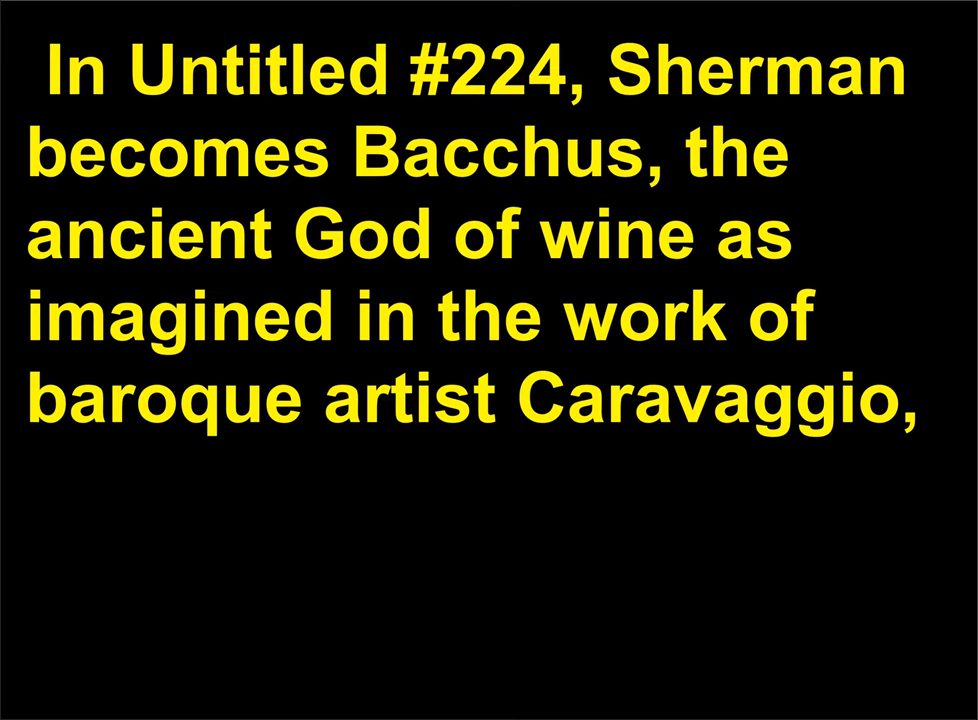 In Untitled #224, Sherman
becomes Bacchus, the
ancient God of wine as
imagined in the work of
baroque artist Caravaggio,